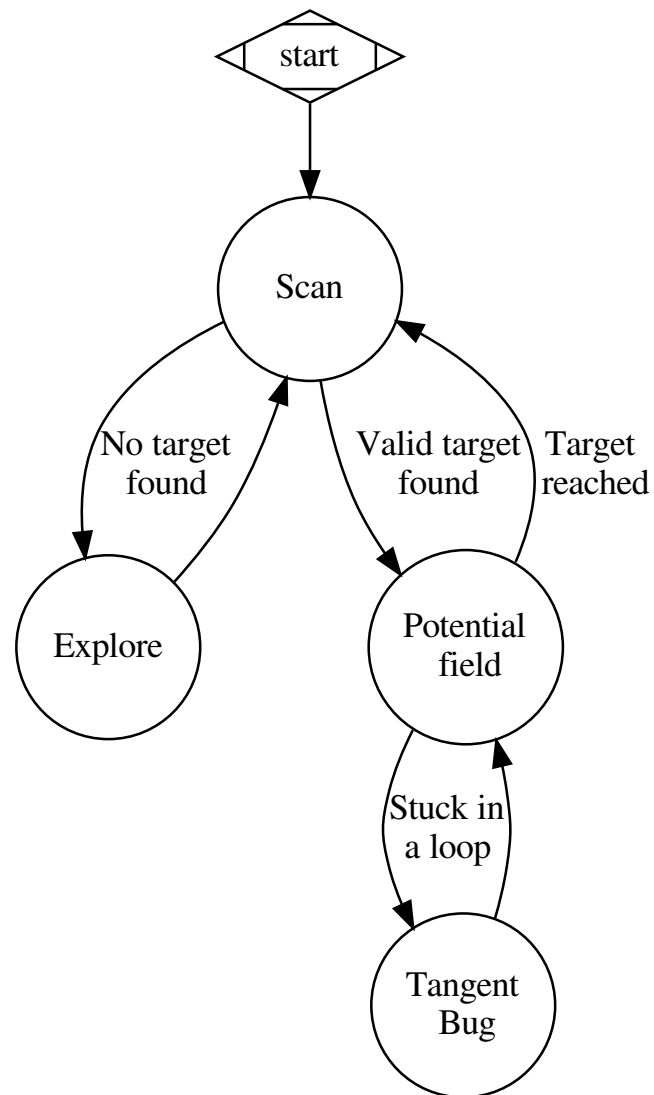 start
Scan
No target
found
Valid target
found
Target
reached
Explore
Potential
field
Stuck in
a loop
Tangent
Bug